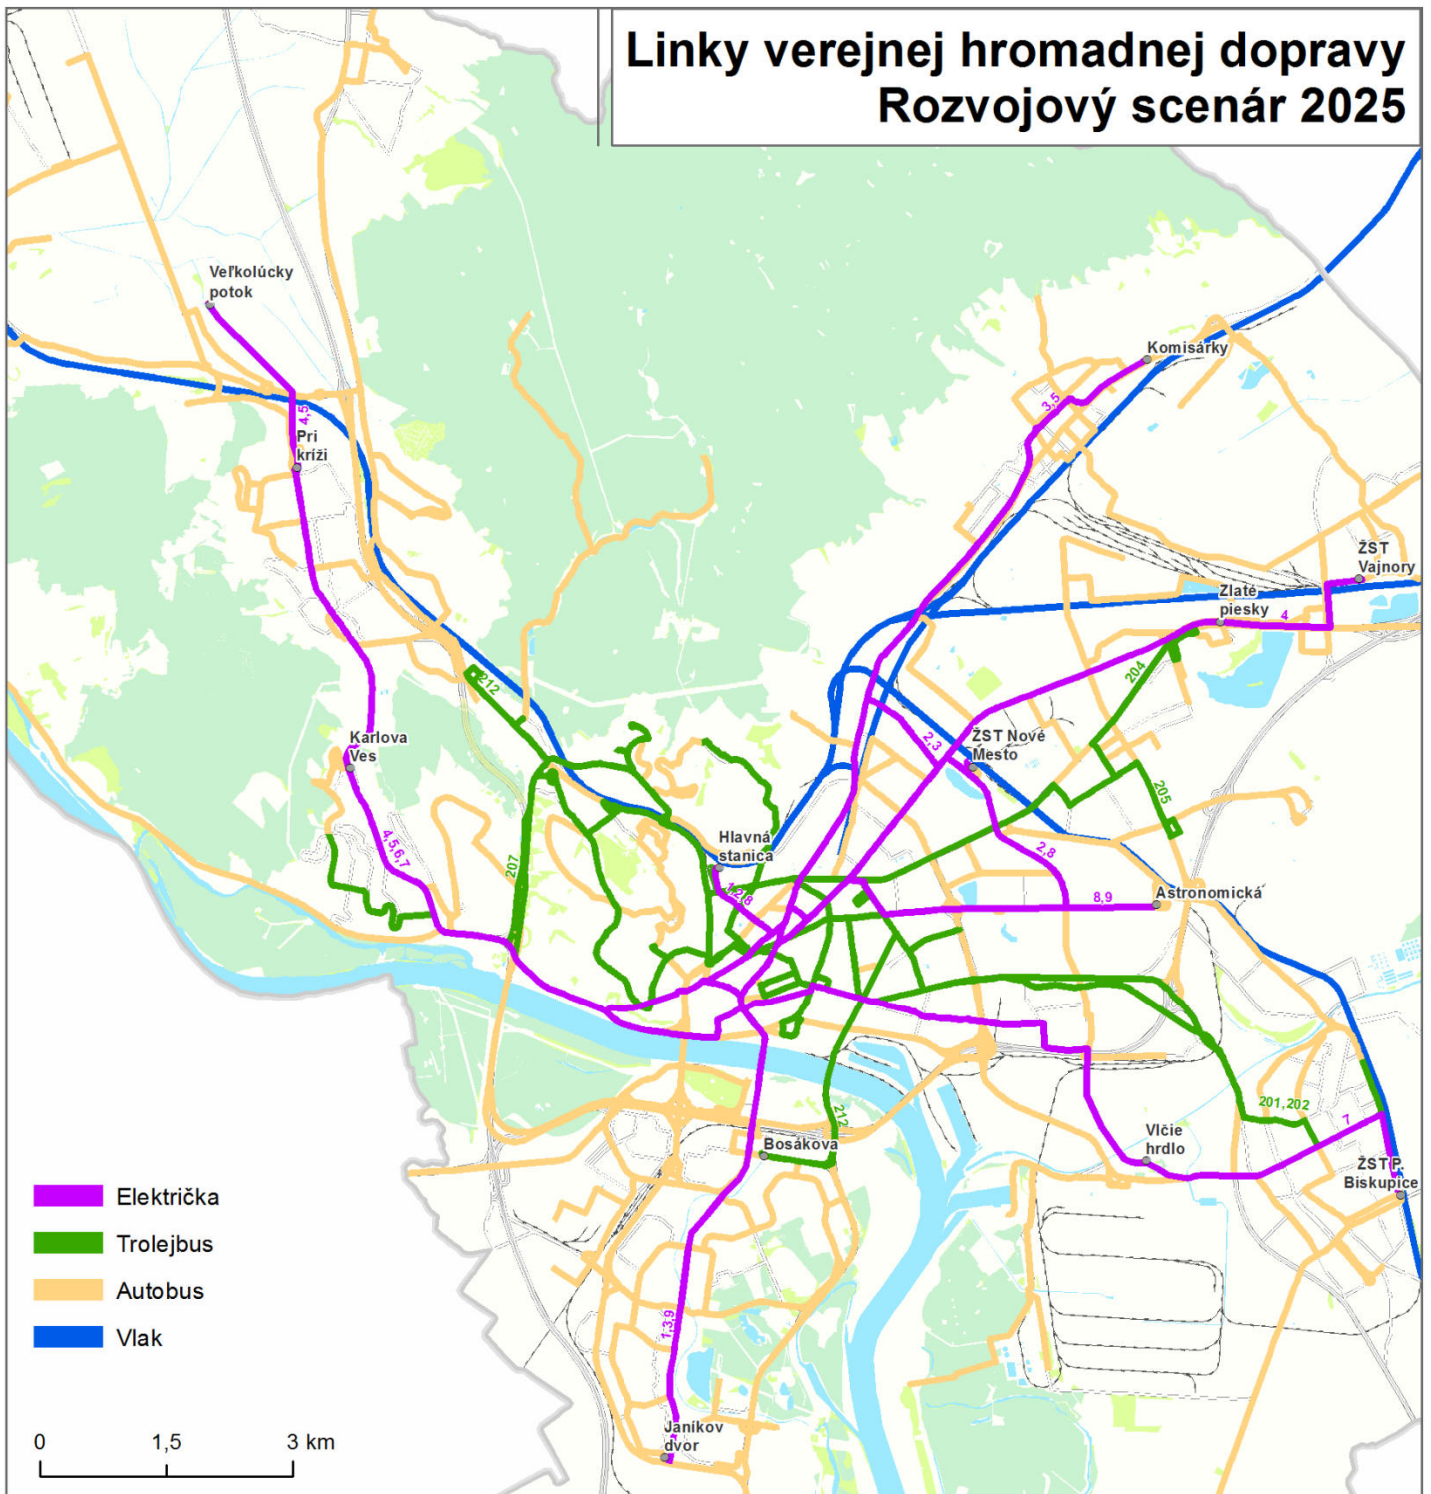 Linky verejnej hromadnej dopravy
Rozvojový scenár 2025
Veľkolúcky
potok
Komisárky
3,5
4,5
Pri
kríži
ŽST
Vajnory
Zlaté
piesky
4
204
212
Karlova
Ves
2,3
ŽST Nové
Mesto
205
4,5,6,7
207
Hlavná
stanica
1,2,8
2,8
8,9
Astronomická
201,202
7
212
Bosákova
Vlčie
hrdlo
ŽST P.
Biskupice
1,3,9
Janíkov
dvor
Električka
Trolejbus
Autobus
Vlak
0 1,5 3 km